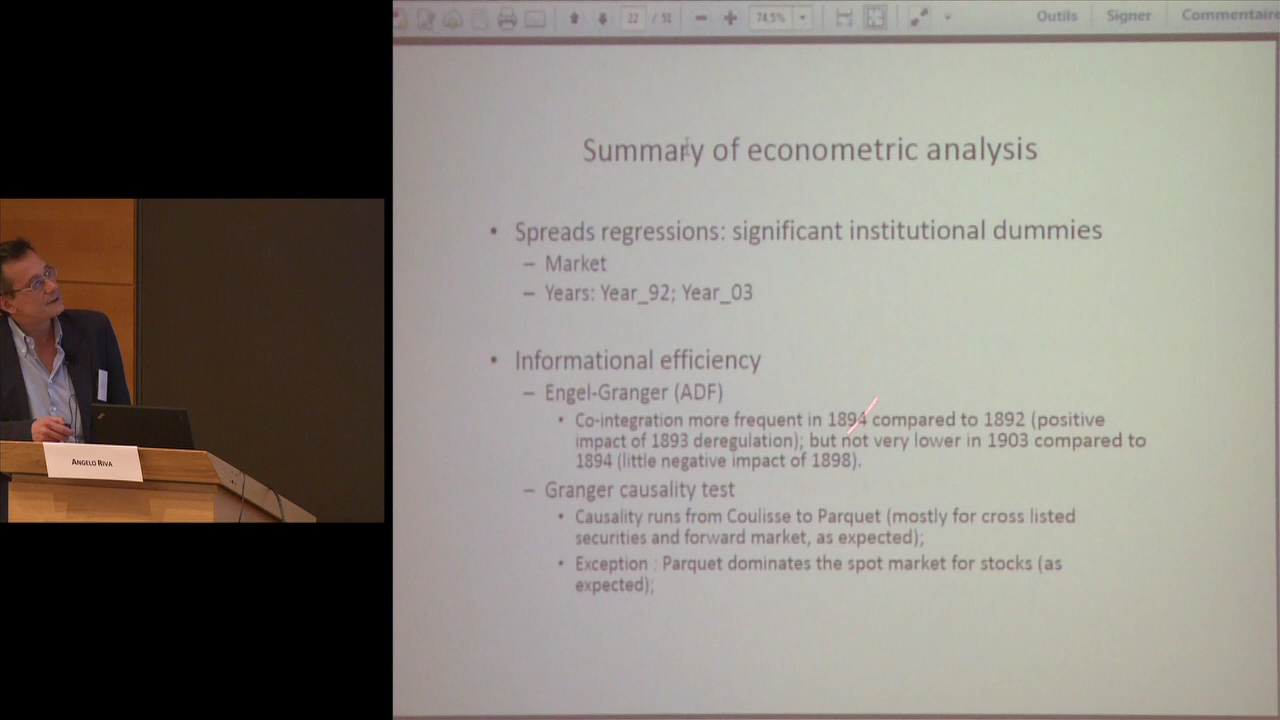 22 / 51 74,5% Outils Signer Commentaire
Summary of econometric analysis
• Spreads regressions: significant institutional dummies
– Market
– Years: Year_92; Year_03
• Informational efficiency
– Engel-Granger (ADF)
• Co-integration more frequent in 1894 compared to 1892 (positive
impact of 1893 deregulation); but not very lower in 1903 compared to
1894 (little negative impact of 1898).
– Granger causality test
• Causality runs from Coulisse to Parquet (mostly for cross listed
securities and forward market, as expected);
• Exception : Parquet dominates the spot market for stocks (as
expected);
ANGELO RIVA